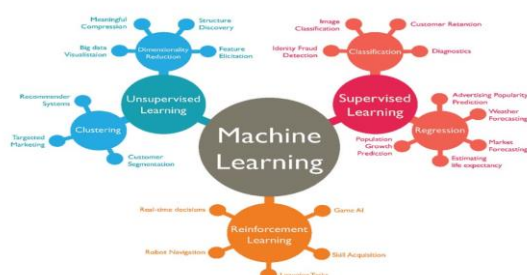 Meaningful
Compression
Structure
Discovery
Big data
Visualistaion
Dimensionality
Reduction
Feature
Elicitation
Recommender
Systems
Unsupervised
Learning
Clustering
Targetted
Marketing
Customer
Segmentation
Machine
Learning
Image
Classification
Customer Retention
Identity Fraud
Detection
Classification
Diagnostics
Supervised
Learning
Advertising Popularity
Prediction
Weather
Forecasting
Regression
Population
Growth
Prediction
Market
Forecasting
Estimating
life expectancy
Real-time decisions
Game AI
Reinforcement
Learning
Robot Navigation
Skill Acquisition